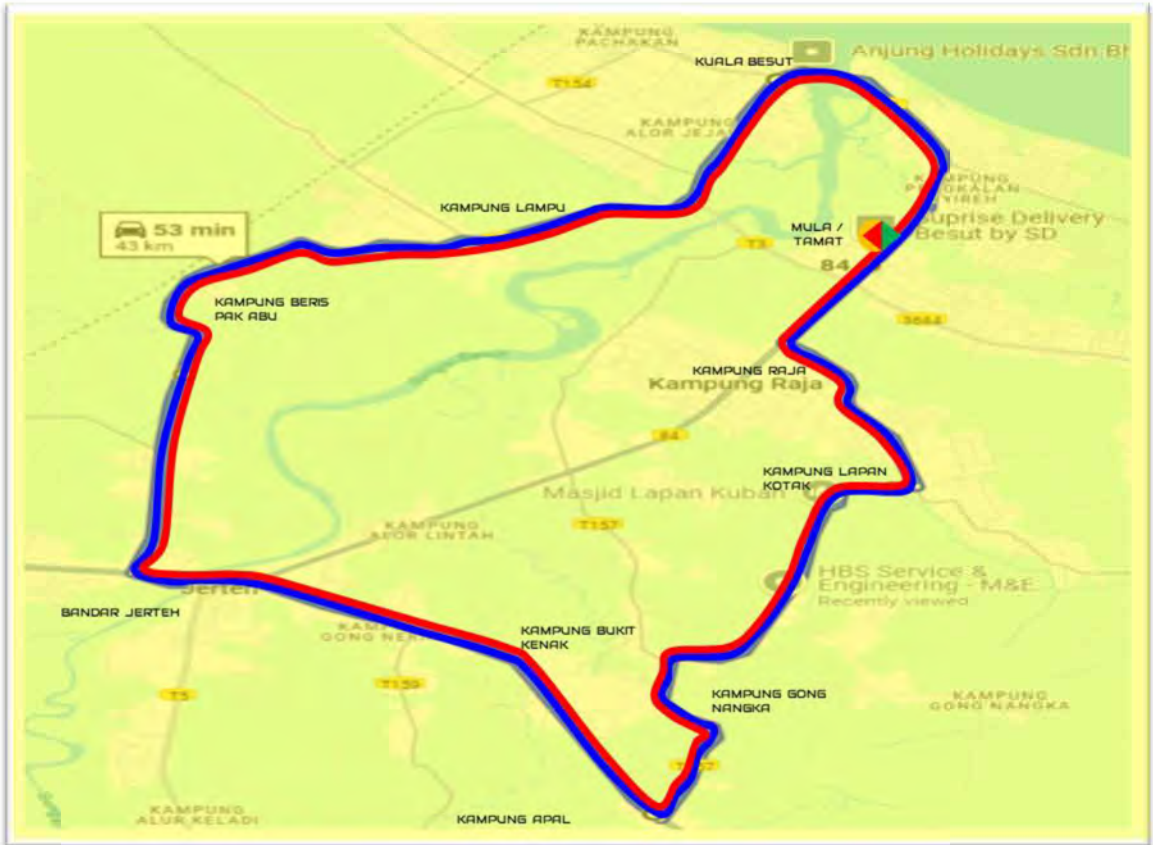 KAMPUNG
PACHAKAN
Anjung Holidays Sdn Bh
KUALA BESUT
T154
KAMPUNG
ALOR JEJA
KAMPUNG LAMPU
53 min
43 km
Suprise Delivery
Besut by SD
MULA /
TAMAT
T3
84
3684
KAMPUNG BERIS
PAK ABU
KAMPUNG RAJA
Kampung Raja
84
KAMPUNG LAPAN
KOTAK
Masjid Lapan Kubah
T157
KAMPUNG
ALOR LINTAH
HBS Service &
Engineering - M&E
Recently viewed
Jerteh
BANDAR JERTEH
KAMPUNG BUKIT
KENAK
T5
T159
KAMPUNG GONG
NANGKA
KAMPUNG
GONG NANGKA
KAMPUNG
ALUR KELADI
KAMPUNG APAL